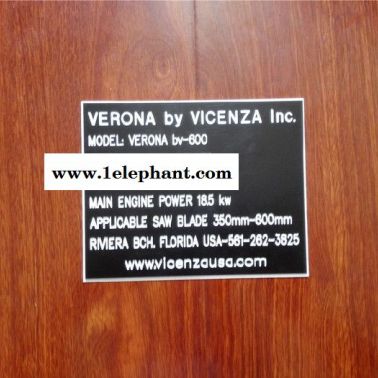 VERONA by VICENZA Inc.
MODEL: VERONA bv-600
www.1elephant.com
MAIN ENGINE POWER 18.5 kw
APPLICABLE SAW BLADE 350mm-600mm
RIVIERA BCH. FLORIDA USA-561-262-3625
www.vicenzausa.com